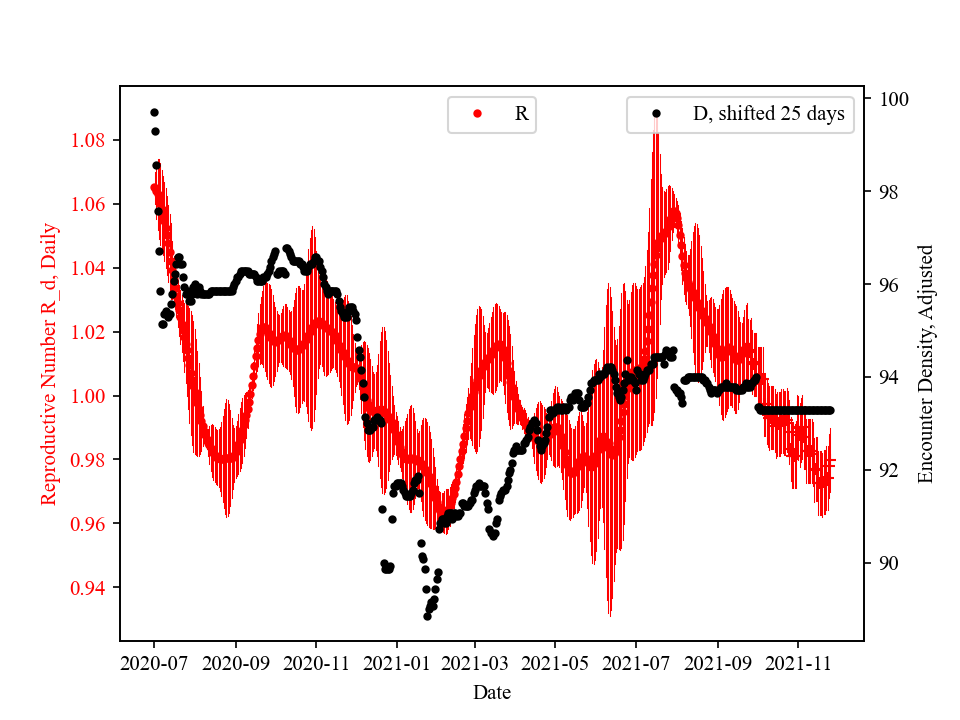 R
D, shifted 25 days
Reproductive Number R_d, Daily
1.08
1.06
1.04
1.02
1.00
0.98
0.96
0.94
100
98
96
94
92
90
Encounter Density, Adjusted
2020-07 2020-09 2020-11 2021-01 2021-03 2021-05 2021-07 2021-09 2021-11
Date